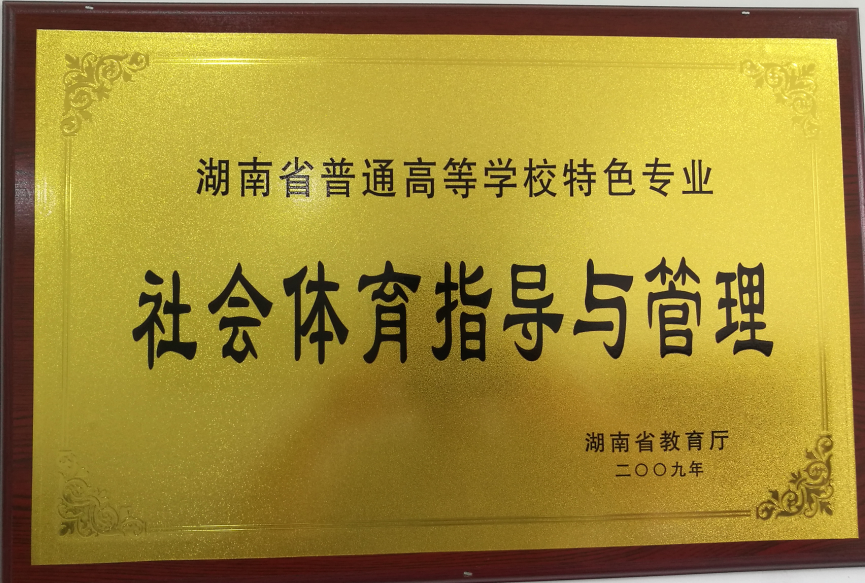 湖南省普通高等学校特色专业
社会体育指导与管理
湖南省教育厅
二〇〇九年